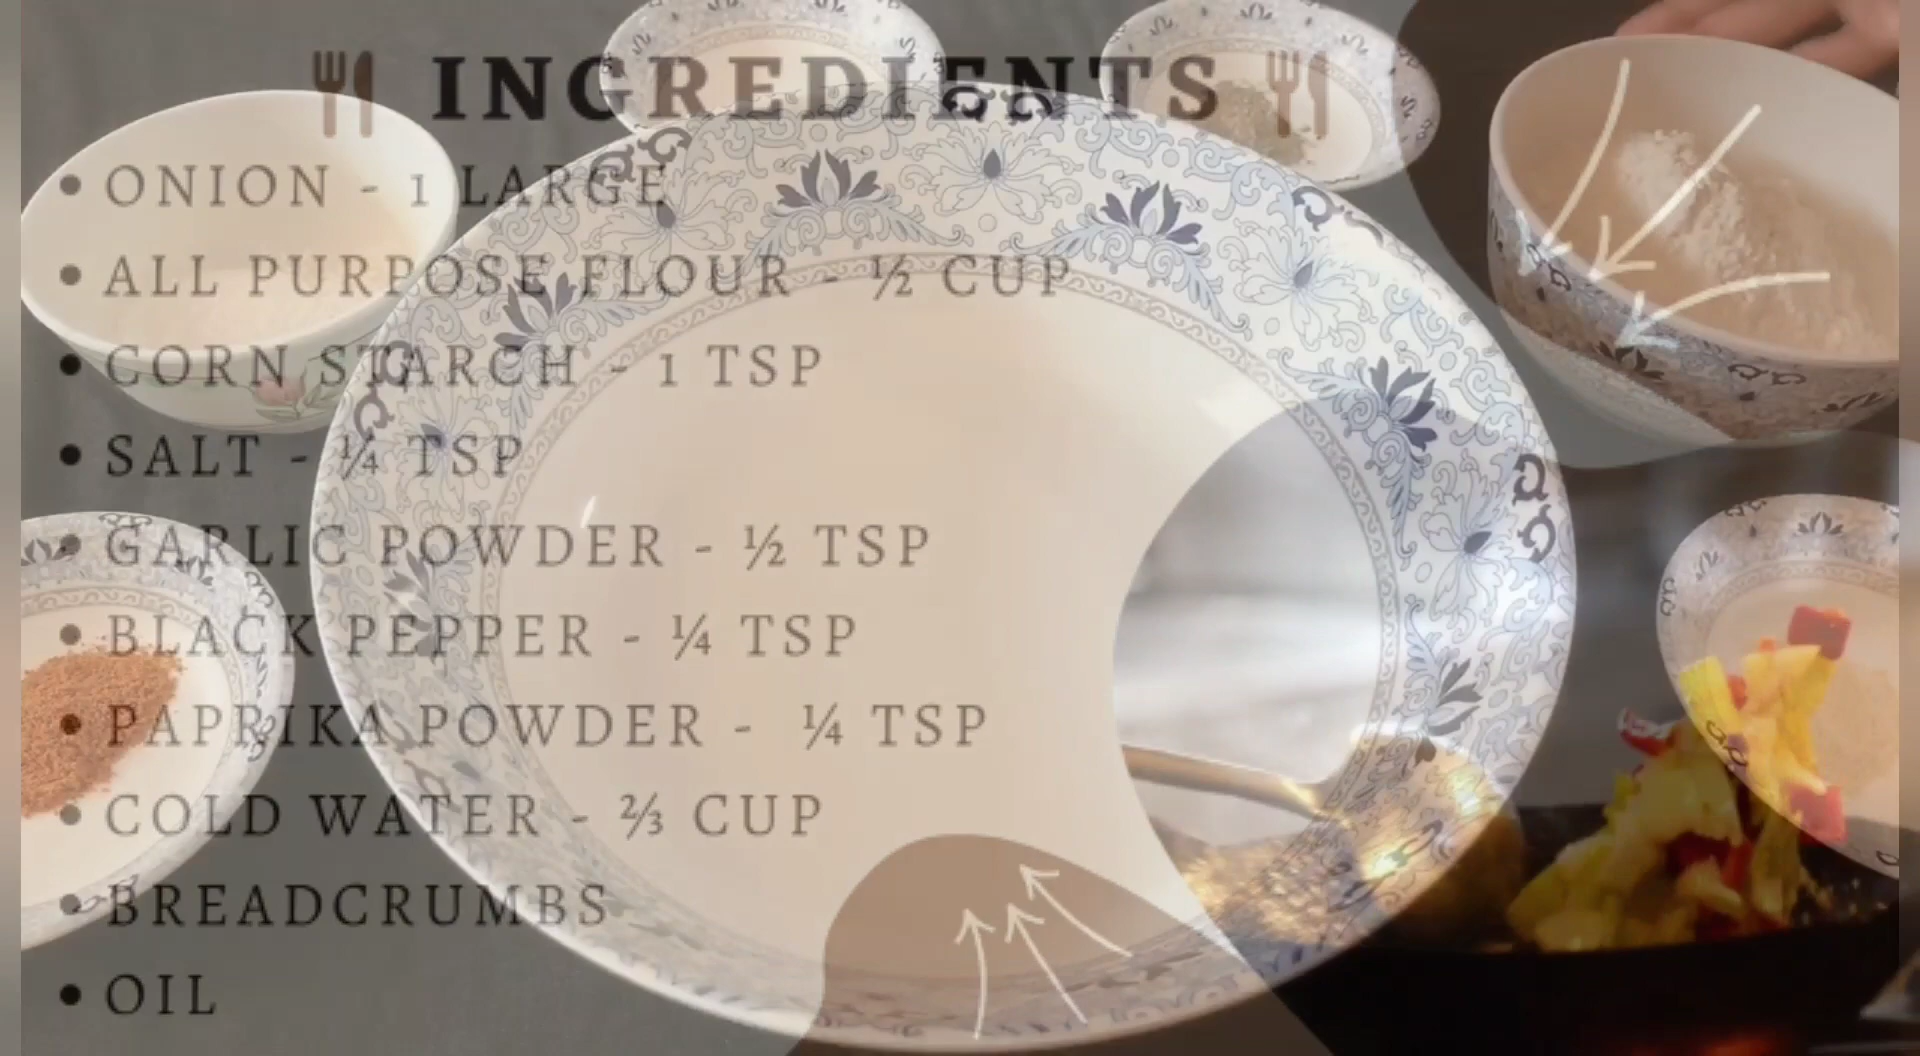 INGREDIENTS
• ONION - 1 LARGE
• ALL PURPOSE FLOUR - ½ CUP
• CORN STARCH - 1 TSP
• SALT - ¼ TSP
• GARLIC POWDER - ½ TSP
• BLACK PEPPER - ¼ TSP
• PAPRIKA POWDER - ¼ TSP
• COLD WATER - ⅔ CUP
• BREADCRUMBS
• OIL